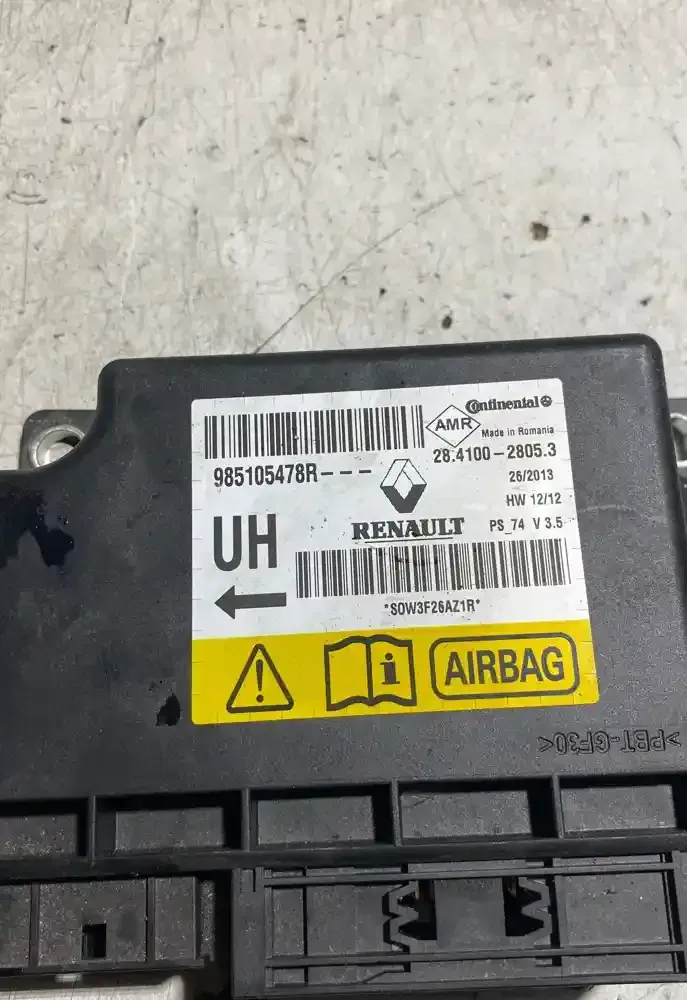 Continental
AMR
Made in Romania
985105478R---
28.4100-2805.3
26/2013
HW 12/12
UH
RENAULT
PS_74 V 3.5
*S0W3F26AZ1R*
i
AIRBAG
>PBT-GF30<